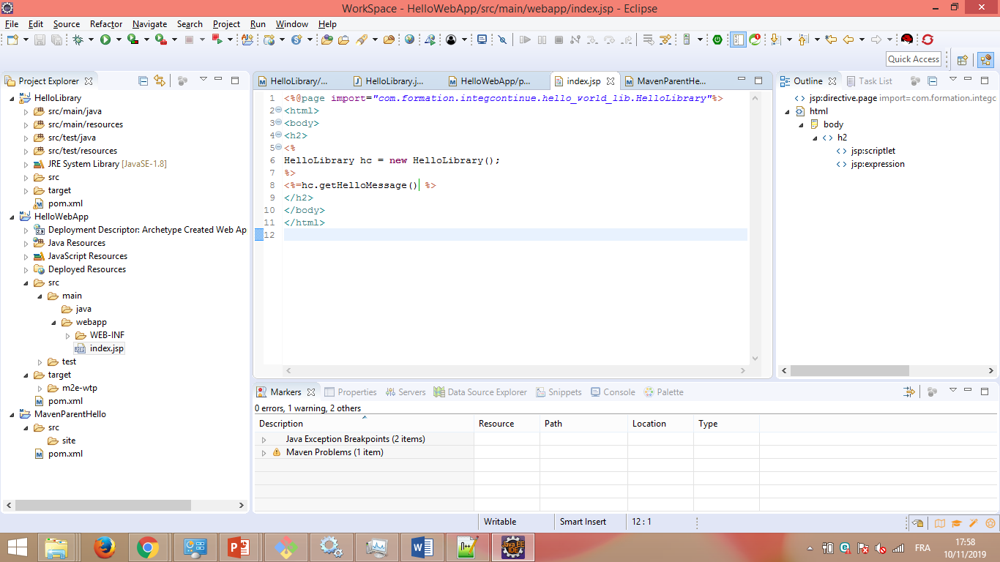 WorkSpace - HelloWebApp/src/main/webapp/index.jsp - Eclipse
File Edit Source Refactor Navigate Search Project Run Window Help
Quick Access
Project Explorer
HelloLibrary
src/main/java
src/main/resources
src/test/java
src/test/resources
JRE System Library [JavaSE-1.8]
src
target
pom.xml
HelloWebApp
Deployment Descriptor: Archetype Created Web Ap
Java Resources
JavaScript Resources
Deployed Resources
src
main
java
webapp
WEB-INF
index.jsp
test
target
m2e-wtp
pom.xml
MavenParentHello
src
site
pom.xml
HelloLibrary/... HelloLibrary.j... HelloWebApp/p... index.jsp MavenParentHe...
1 <%@page import="com.formation.integcontinue.hello_world_lib.HelloLibrary"%>
2 <html>
3 <body>
4 <h2>
5 <%
6 HelloLibrary hc = new HelloLibrary();
7 %>
8 <%=hc.getHelloMessage() %>
9 </h2>
10 </body>
11 </html>
12
Outline Task List
jsp:directive.page import=com.formation.integc
html
body
h2
jsp:scriptlet
jsp:expression
Markers Properties Servers Data Source Explorer Snippets Console Palette
0 errors, 1 warning, 2 others
Description Resource Path Location Type
Java Exception Breakpoints (2 items)
Maven Problems (1 item)
Writable Smart Insert 12 : 1
Java EE
IDE
FRA
17:58
10/11/2019